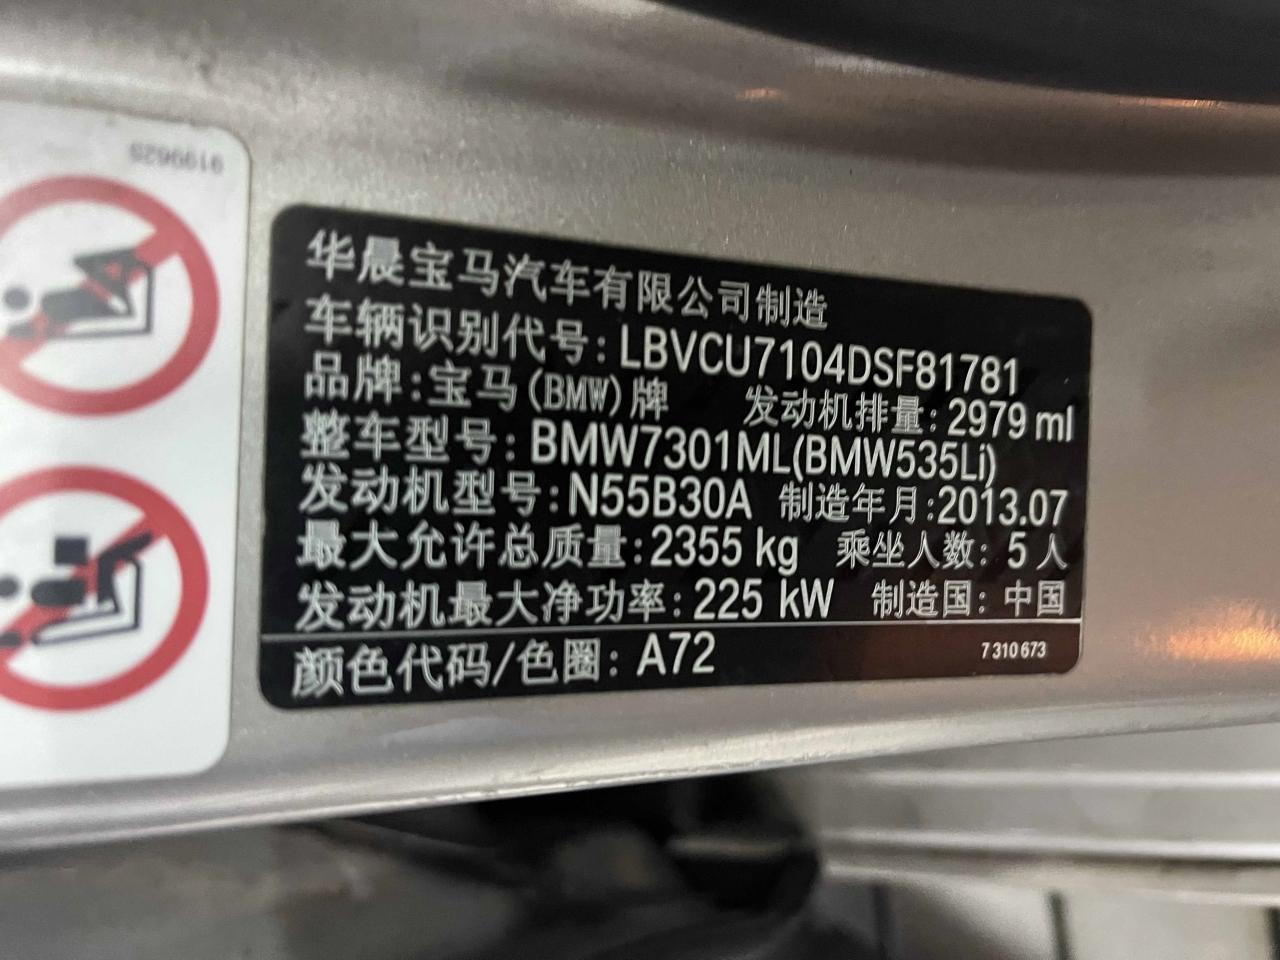 9199625
华晨宝马汽车有限公司制造
车辆识别代号: LBVCU7104DSF81781
品牌: 宝马(BMW)牌 发动机排量: 2979 ml
整车型号: BMW7301ML(BMW535Li)
发动机型号: N55B30A 制造年月: 2013.07
最大允许总质量: 2355 kg 乘坐人数: 5 人
发动机最大净功率: 225 kW 制造国: 中国
颜色代码/色圈: A72 7 310 673